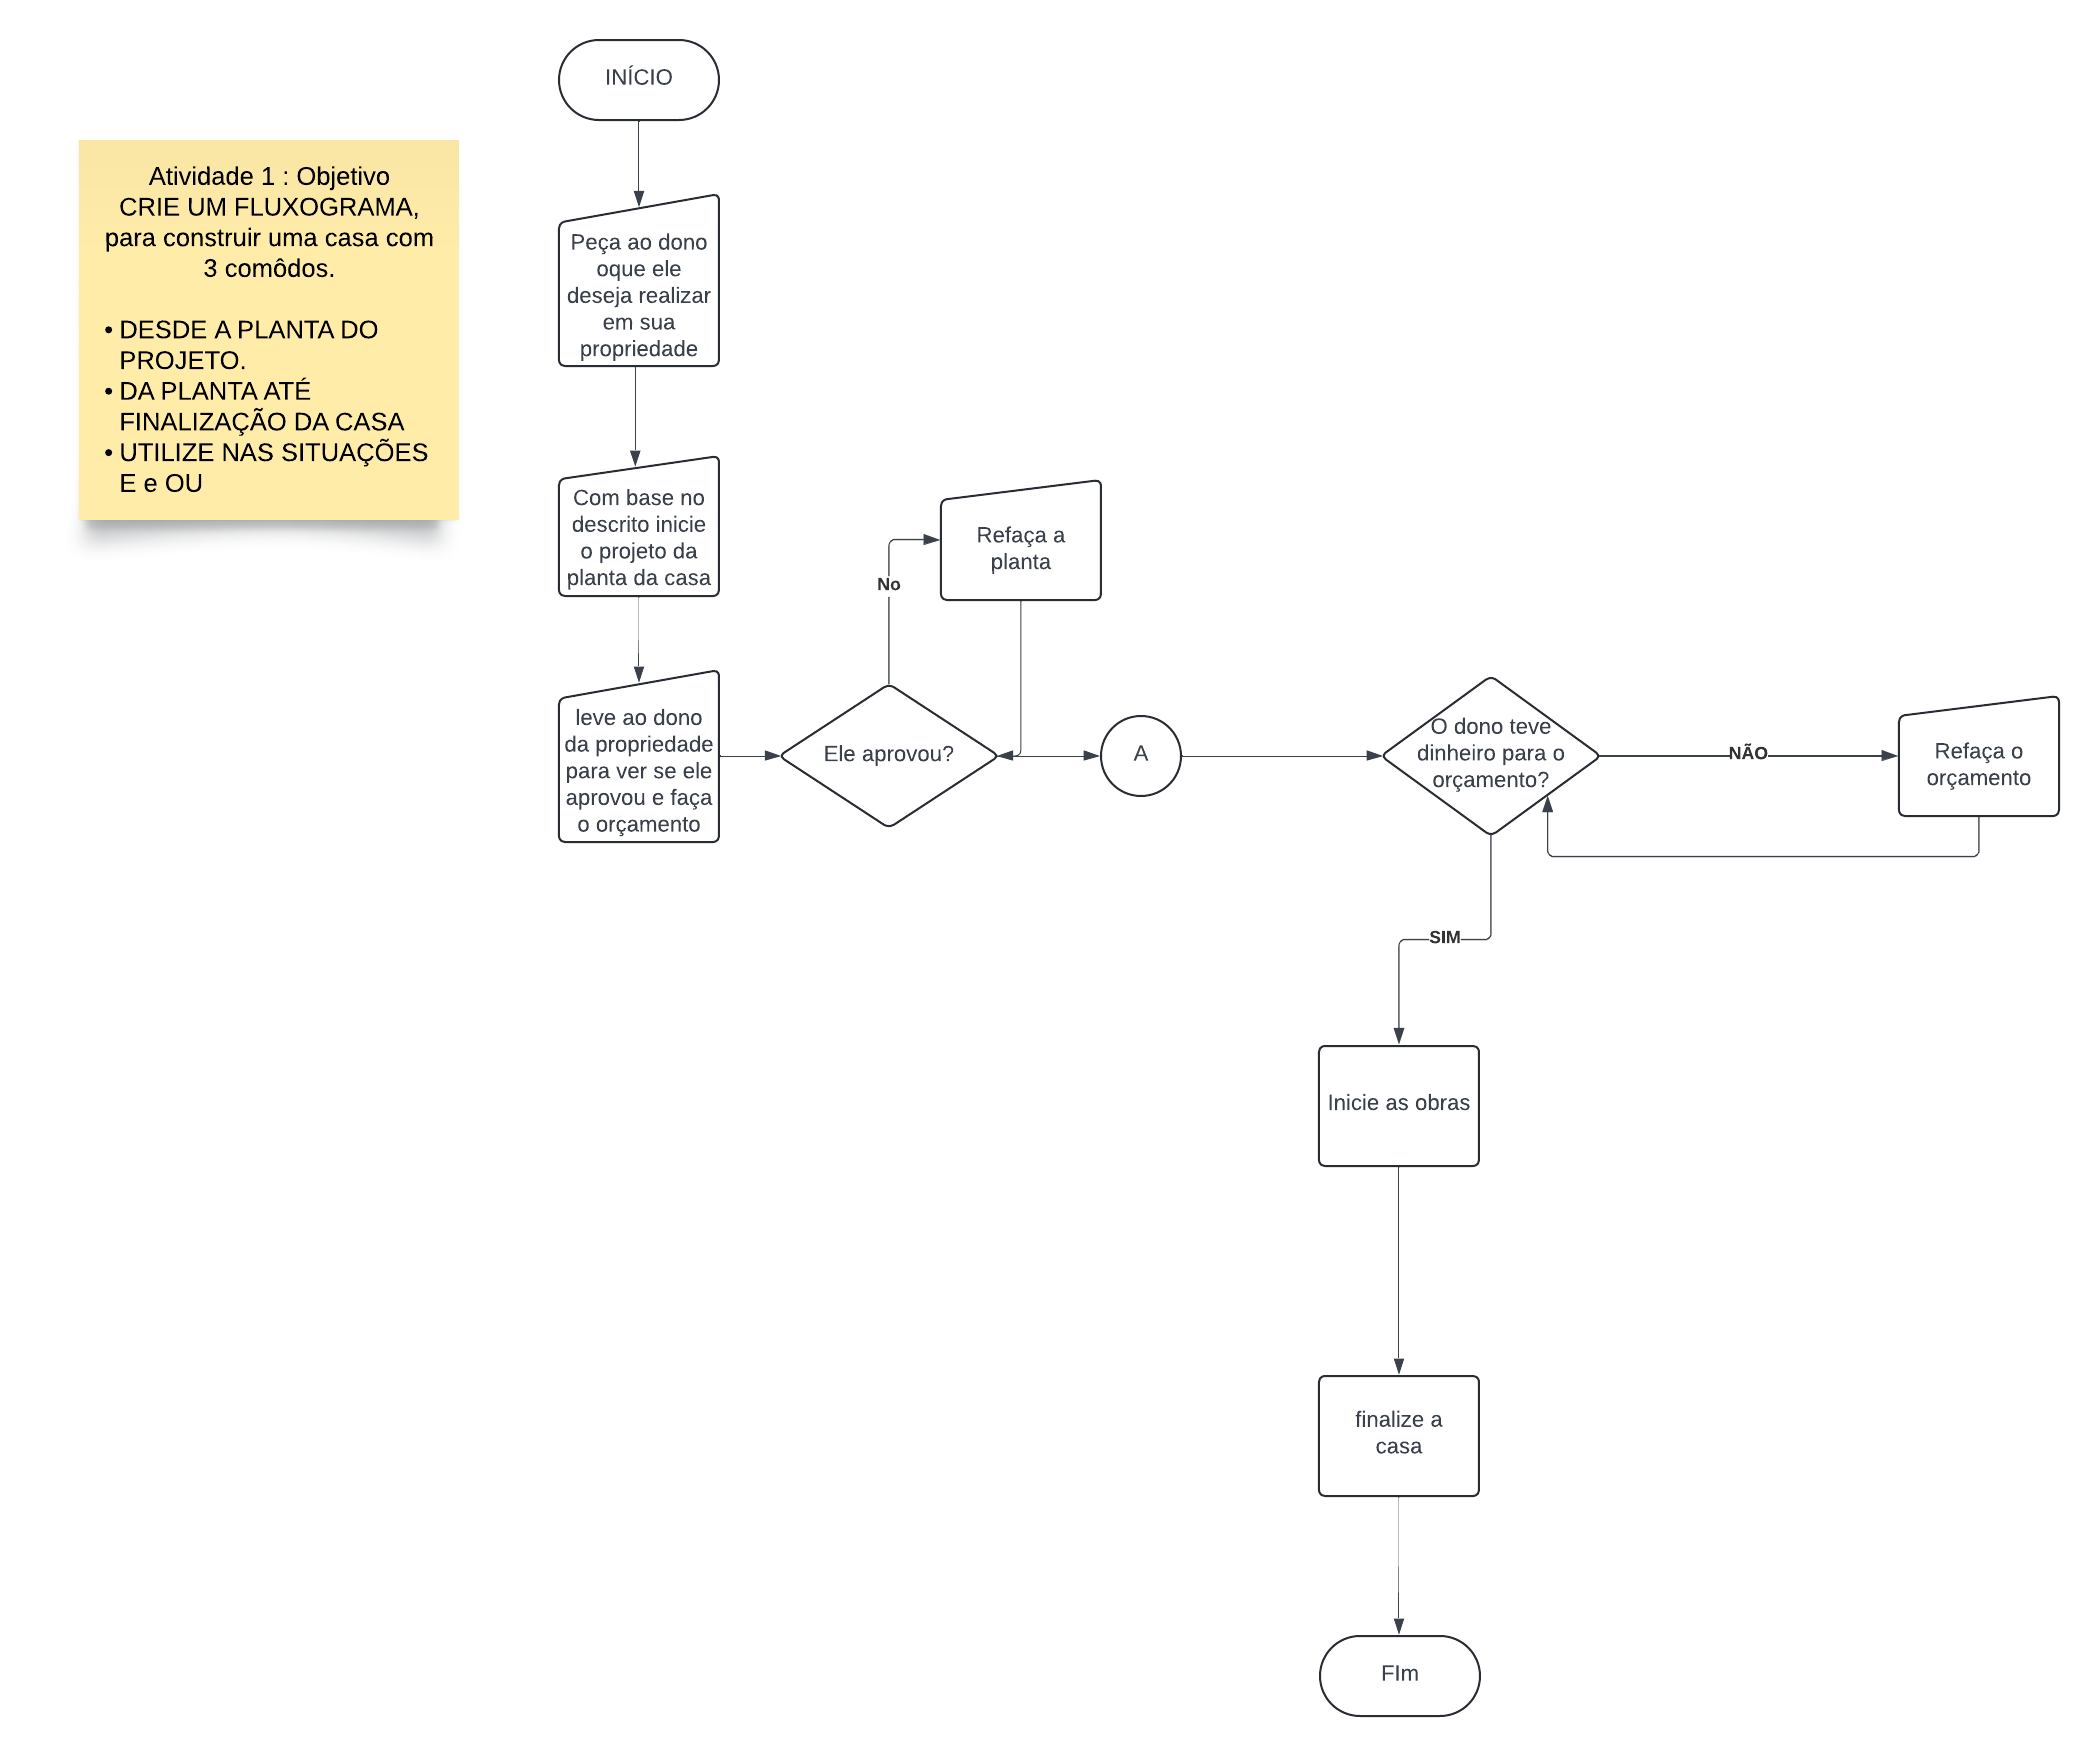 INÍCIO
Atividade 1 : Objetivo
CRIE UM FLUXOGRAMA,
para construir uma casa com
3 comôdos.
• DESDE A PLANTA DO
PROJETO.
• DA PLANTA ATÉ
FINALIZAÇÃO DA CASA
• UTILIZE NAS SITUAÇÕES
E e OU
Peça ao dono
oque ele
deseja realizar
em sua
propriedade
Com base no
descrito inicie
o projeto da
planta da casa
leve ao dono
da propriedade
para ver se ele
aprovou e faça
o orçamento
Ele aprovou?
No
Refaça a
planta
A
O dono teve
dinheiro para o
orçamento?
NÃO
Refaça o
orçamento
SIM
Inicie as obras
finalize a
casa
FIm